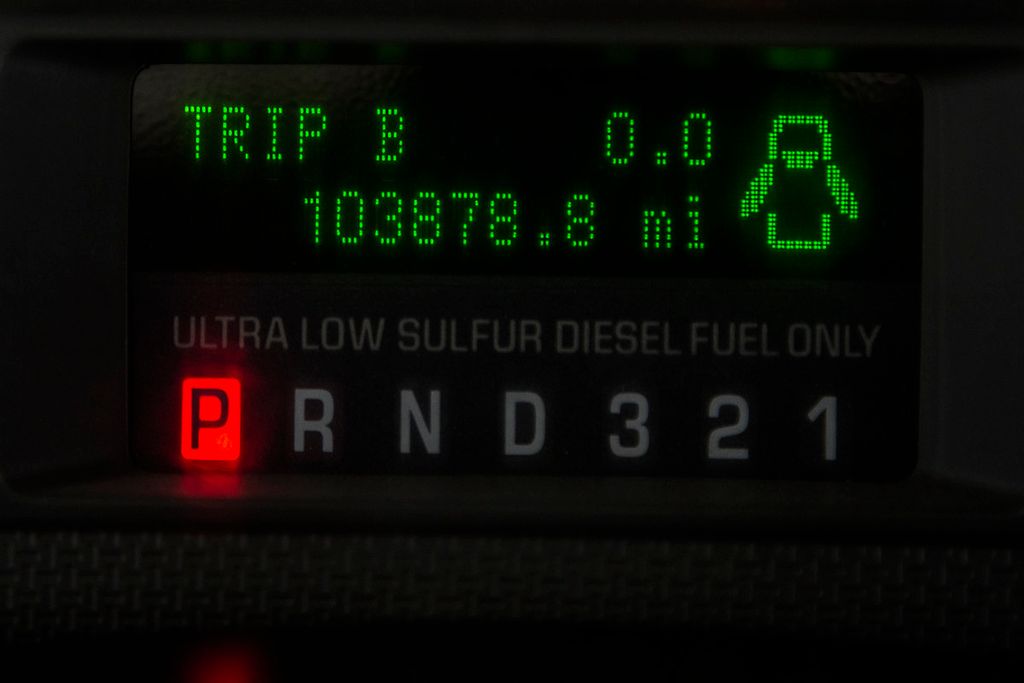 TRIP B 0.0
103878.8 mi
ULTRA LOW SULFUR DIESEL FUEL ONLY
P R N D 3 2 1